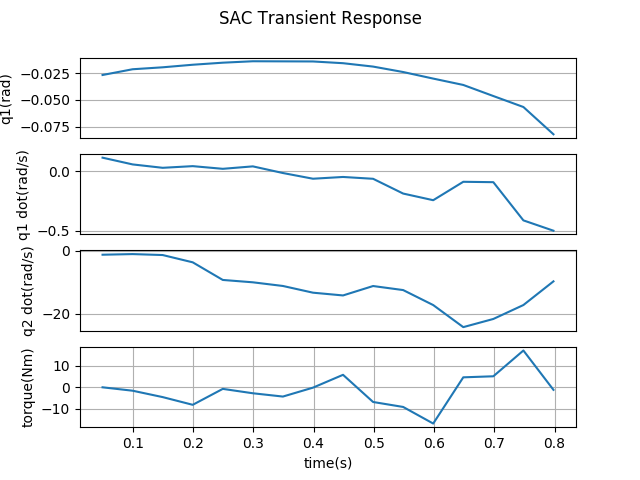 SAC Transient Response
q1(rad)
−0.025
−0.050
−0.075
q1 dot(rad/s)
0.0
−0.5
q2 dot(rad/s)
0
−20
torque(Nm)
10
0
−10
0.1 0.2 0.3 0.4 0.5 0.6 0.7 0.8
time(s)